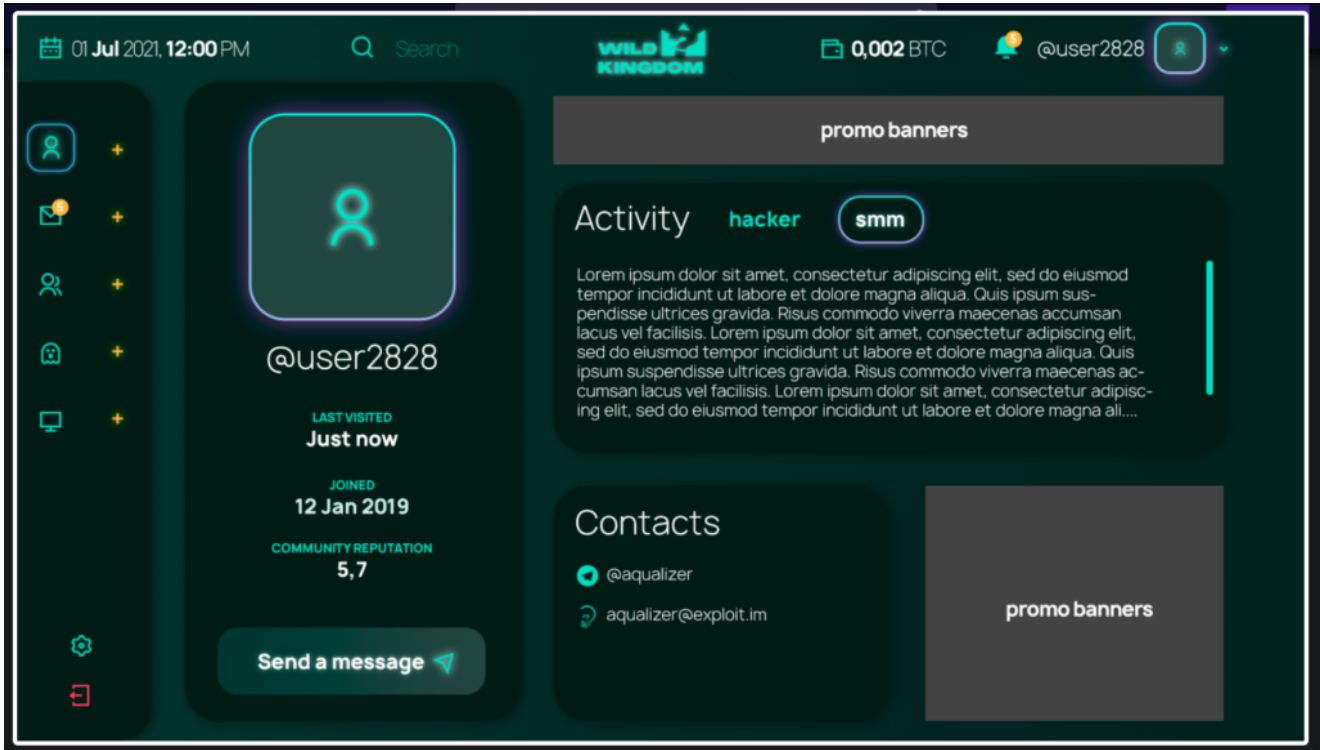 01 Jul 2021, 12:00 PM
Search
WILD
KINGDOM
0,002 BTC
5
@user2828
5
@user2828
LAST VISITED
Just now
JOINED
12 Jan 2019
COMMUNITY REPUTATION
5,7
Send a message
promo banners
Activity hacker smm
Lorem ipsum dolor sit amet, consectetur adipiscing elit, sed do eiusmod
tempor incididunt ut labore et dolore magna aliqua. Quis ipsum sus-
pendisse ultrices gravida. Risus commodo viverra maecenas accumsan
lacus vel facilisis. Lorem ipsum dolor sit amet, consectetur adipiscing elit,
sed do eiusmod tempor incididunt ut labore et dolore magna aliqua. Quis
ipsum suspendisse ultrices gravida. Risus commodo viverra maecenas ac-
cumsan lacus vel facilisis. Lorem ipsum dolor sit amet, consectetur adipisc-
ing elit, sed do eiusmod tempor incididunt ut labore et dolore magna ali....
Contacts
@aqualizer
aqualizer@exploit.im
promo banners